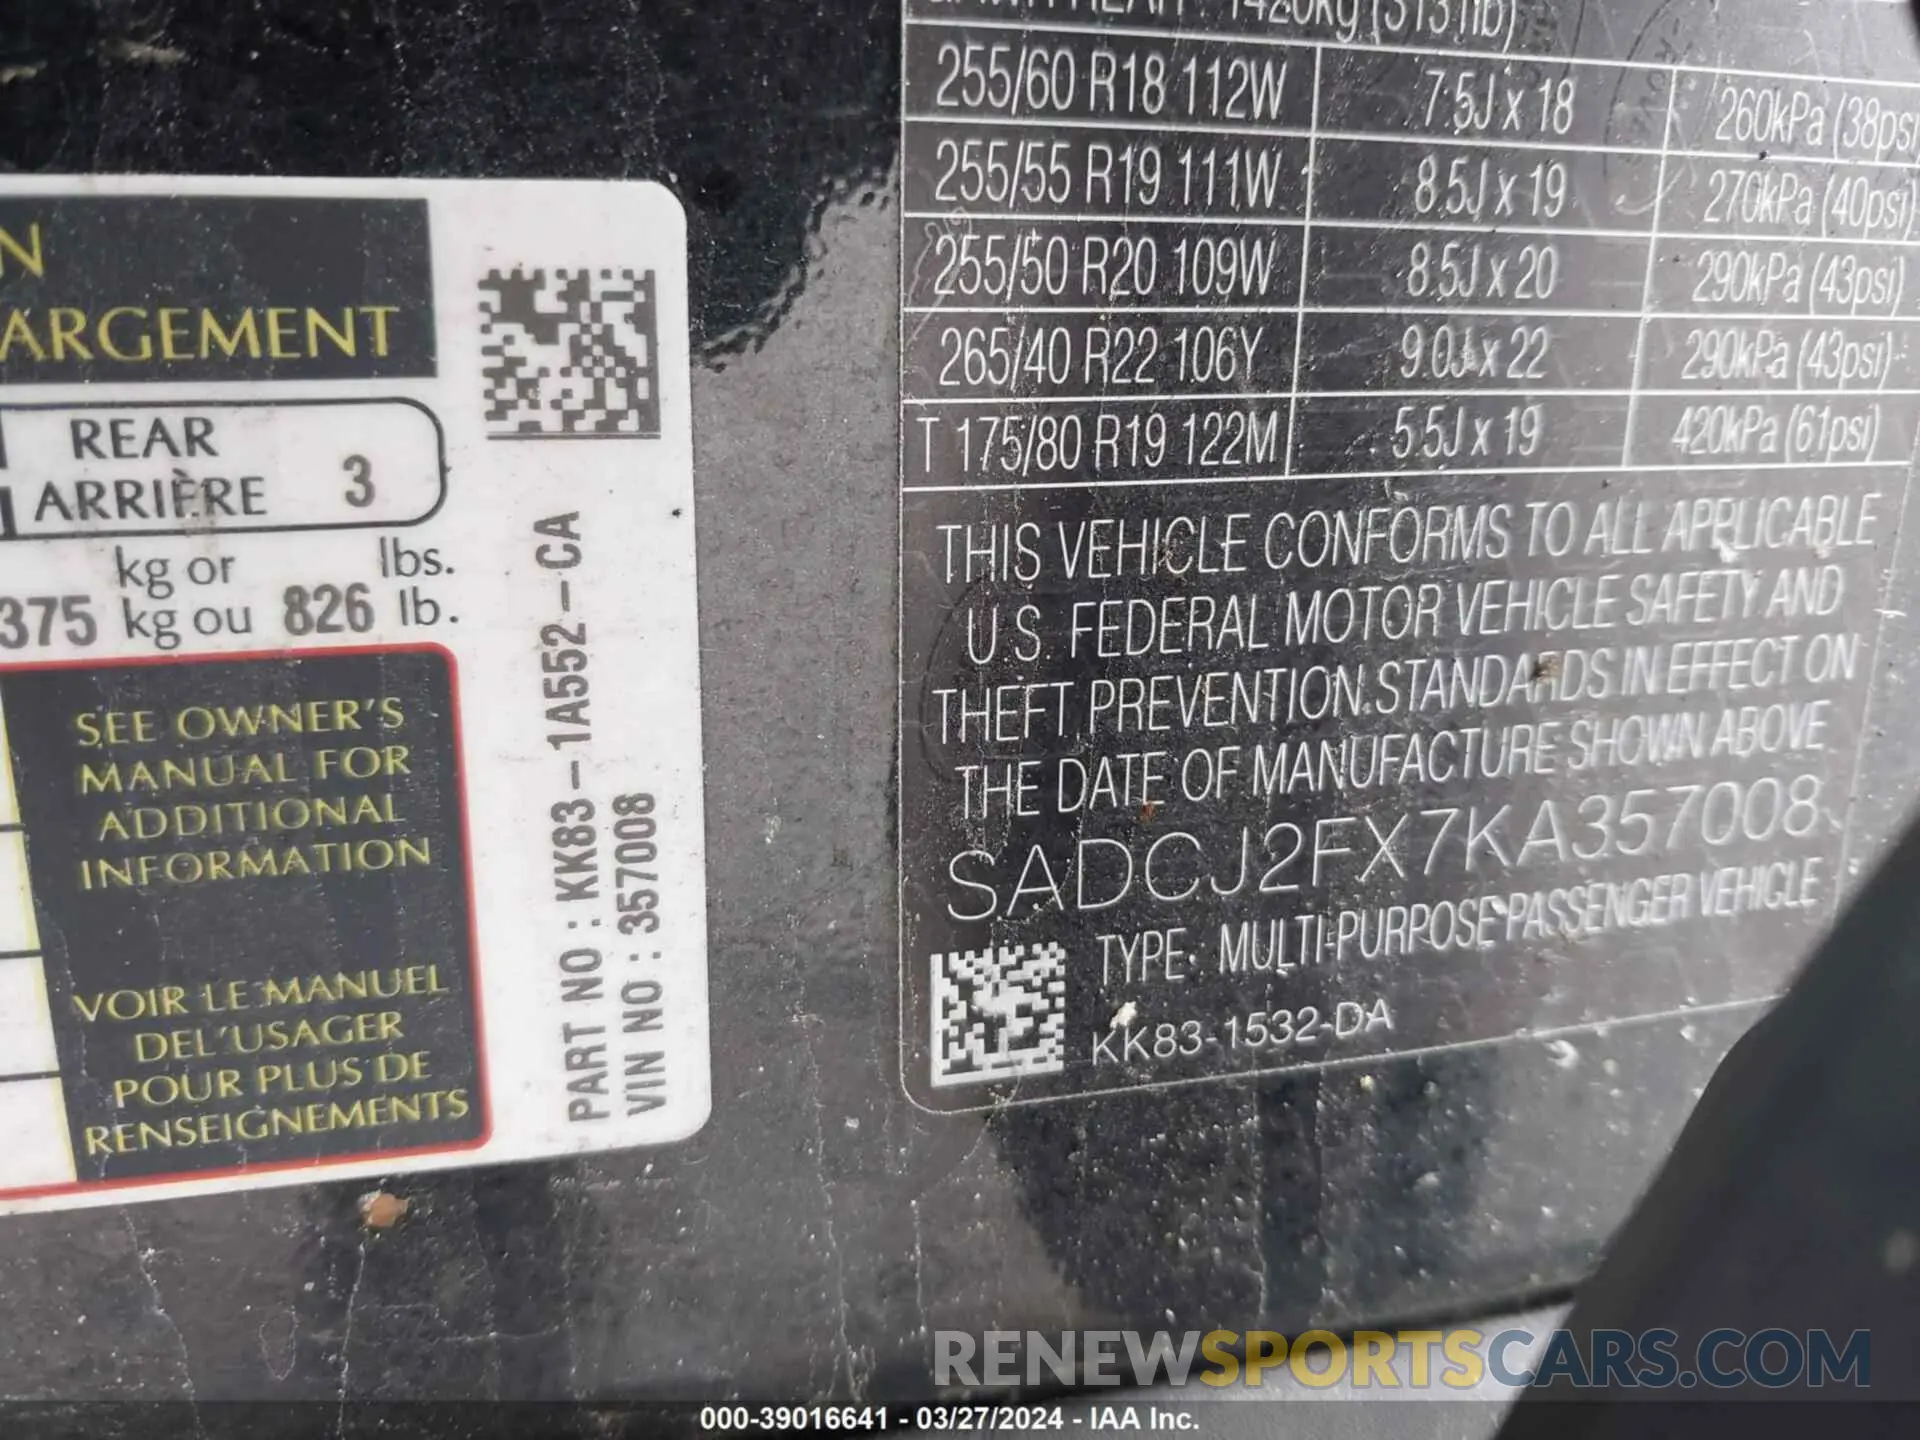 N
ARGEMENT
REAR
ARRIÈRE 3
kg or lbs.
375 kg ou 826 lb.
SEE OWNER'S
MANUAL FOR
ADDITIONAL
INFORMATION
VOIR LE MANUEL
DEL'USAGER
POUR PLUS DE
RENSEIGNEMENTS
PART NO : KK83-1A552-CA
VIN NO : 3570008
REAR : 1420kg (3131lb)
255/60 R18 112W 7.5J x 18 260kPa (38psi)
255/55 R19 111W 8.5J x 19 270kPa (40psi)
255/50 R20 109W 8.5J x 20 290kPa (43psi)
265/40 R22 106Y 9.0J x 22 290kPa (43psi)
T 175/80 R19 122M 5.5J x 19 420kPa (61psi)
THIS VEHICLE CONFORMS TO ALL APPLICABLE
U.S. FEDERAL MOTOR VEHICLE SAFETY AND
THEFT PREVENTION STANDARDS IN EFFECT ON
THE DATE OF MANUFACTURE SHOWN ABOVE
SADCJ2FX7KA357008
TYPE : MULTI-PURPOSE PASSENGER VEHICLE
KK83-1532-DA
RENEWSPORTSCARS.COM
000-39016641 - 03/27/2024 - IAA Inc.